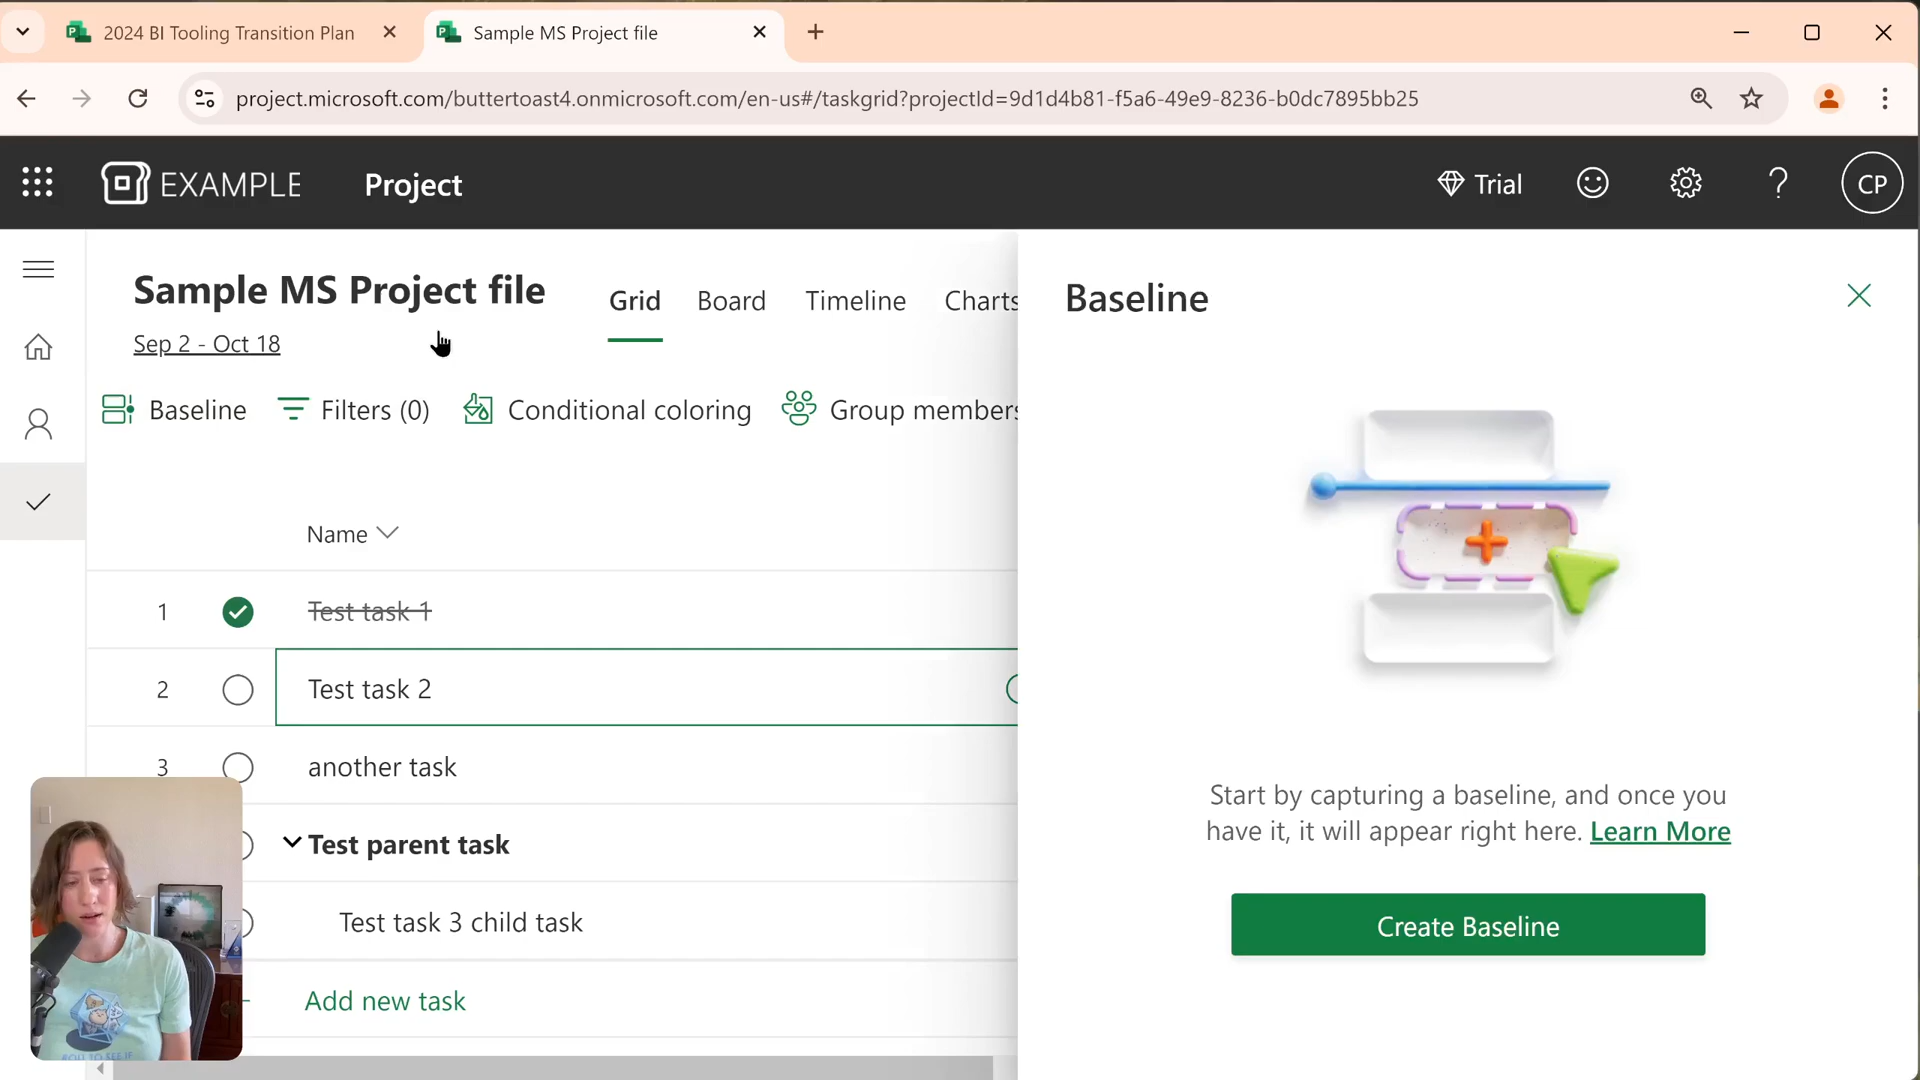 2024 BI Tooling Transition Plan
Sample MS Project file
project.microsoft.com/buttertoast4.onmicrosoft.com/en-us#/taskgrid?projectId=9d1d4b81-f5a6-49e9-8236-b0dc7895bb25
EXAMPLE
Project
Trial
CP
Sample MS Project file
Grid
Board
Timeline
Charts
Sep 2 - Oct 18
Baseline
Filters (0)
Conditional coloring
Group members
Name
1
Test task 1
2
Test task 2
3
another task
Test parent task
Test task 3 child task
Add new task
Baseline
Start by capturing a baseline, and once you
have it, it will appear right here. Learn More
Create Baseline